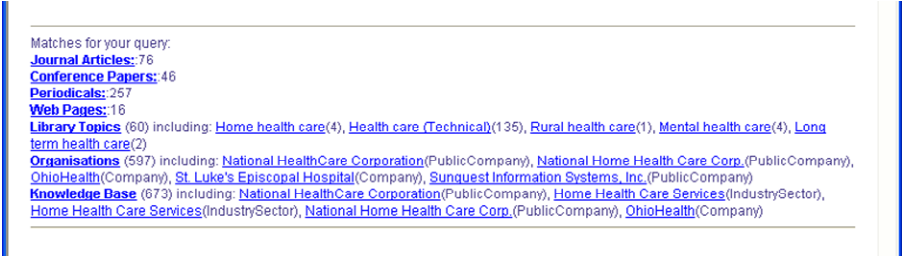 Matches for your query:
Journal Articles::76
Conference Papers::46
Periodicals::257
Web Pages::16
Library Topics (60) including: Home health care(4), Health care (Technical)(135), Rural health care(1), Mental health care(4), Long
term health care(2)
Organisations (597) including: National HealthCare Corporation(PublicCompany), National Home Health Care Corp.(PublicCompany),
OhioHealth(Company), St. Luke's Episcopal Hospital(Company), Sunquest Information Systems, Inc.(PublicCompany)
Knowledge Base (673) including: National HealthCare Corporation(PublicCompany), Home Health Care Services(IndustrySector),
Home Health Care Services(IndustrySector), National Home Health Care Corp.(PublicCompany), OhioHealth(Company)